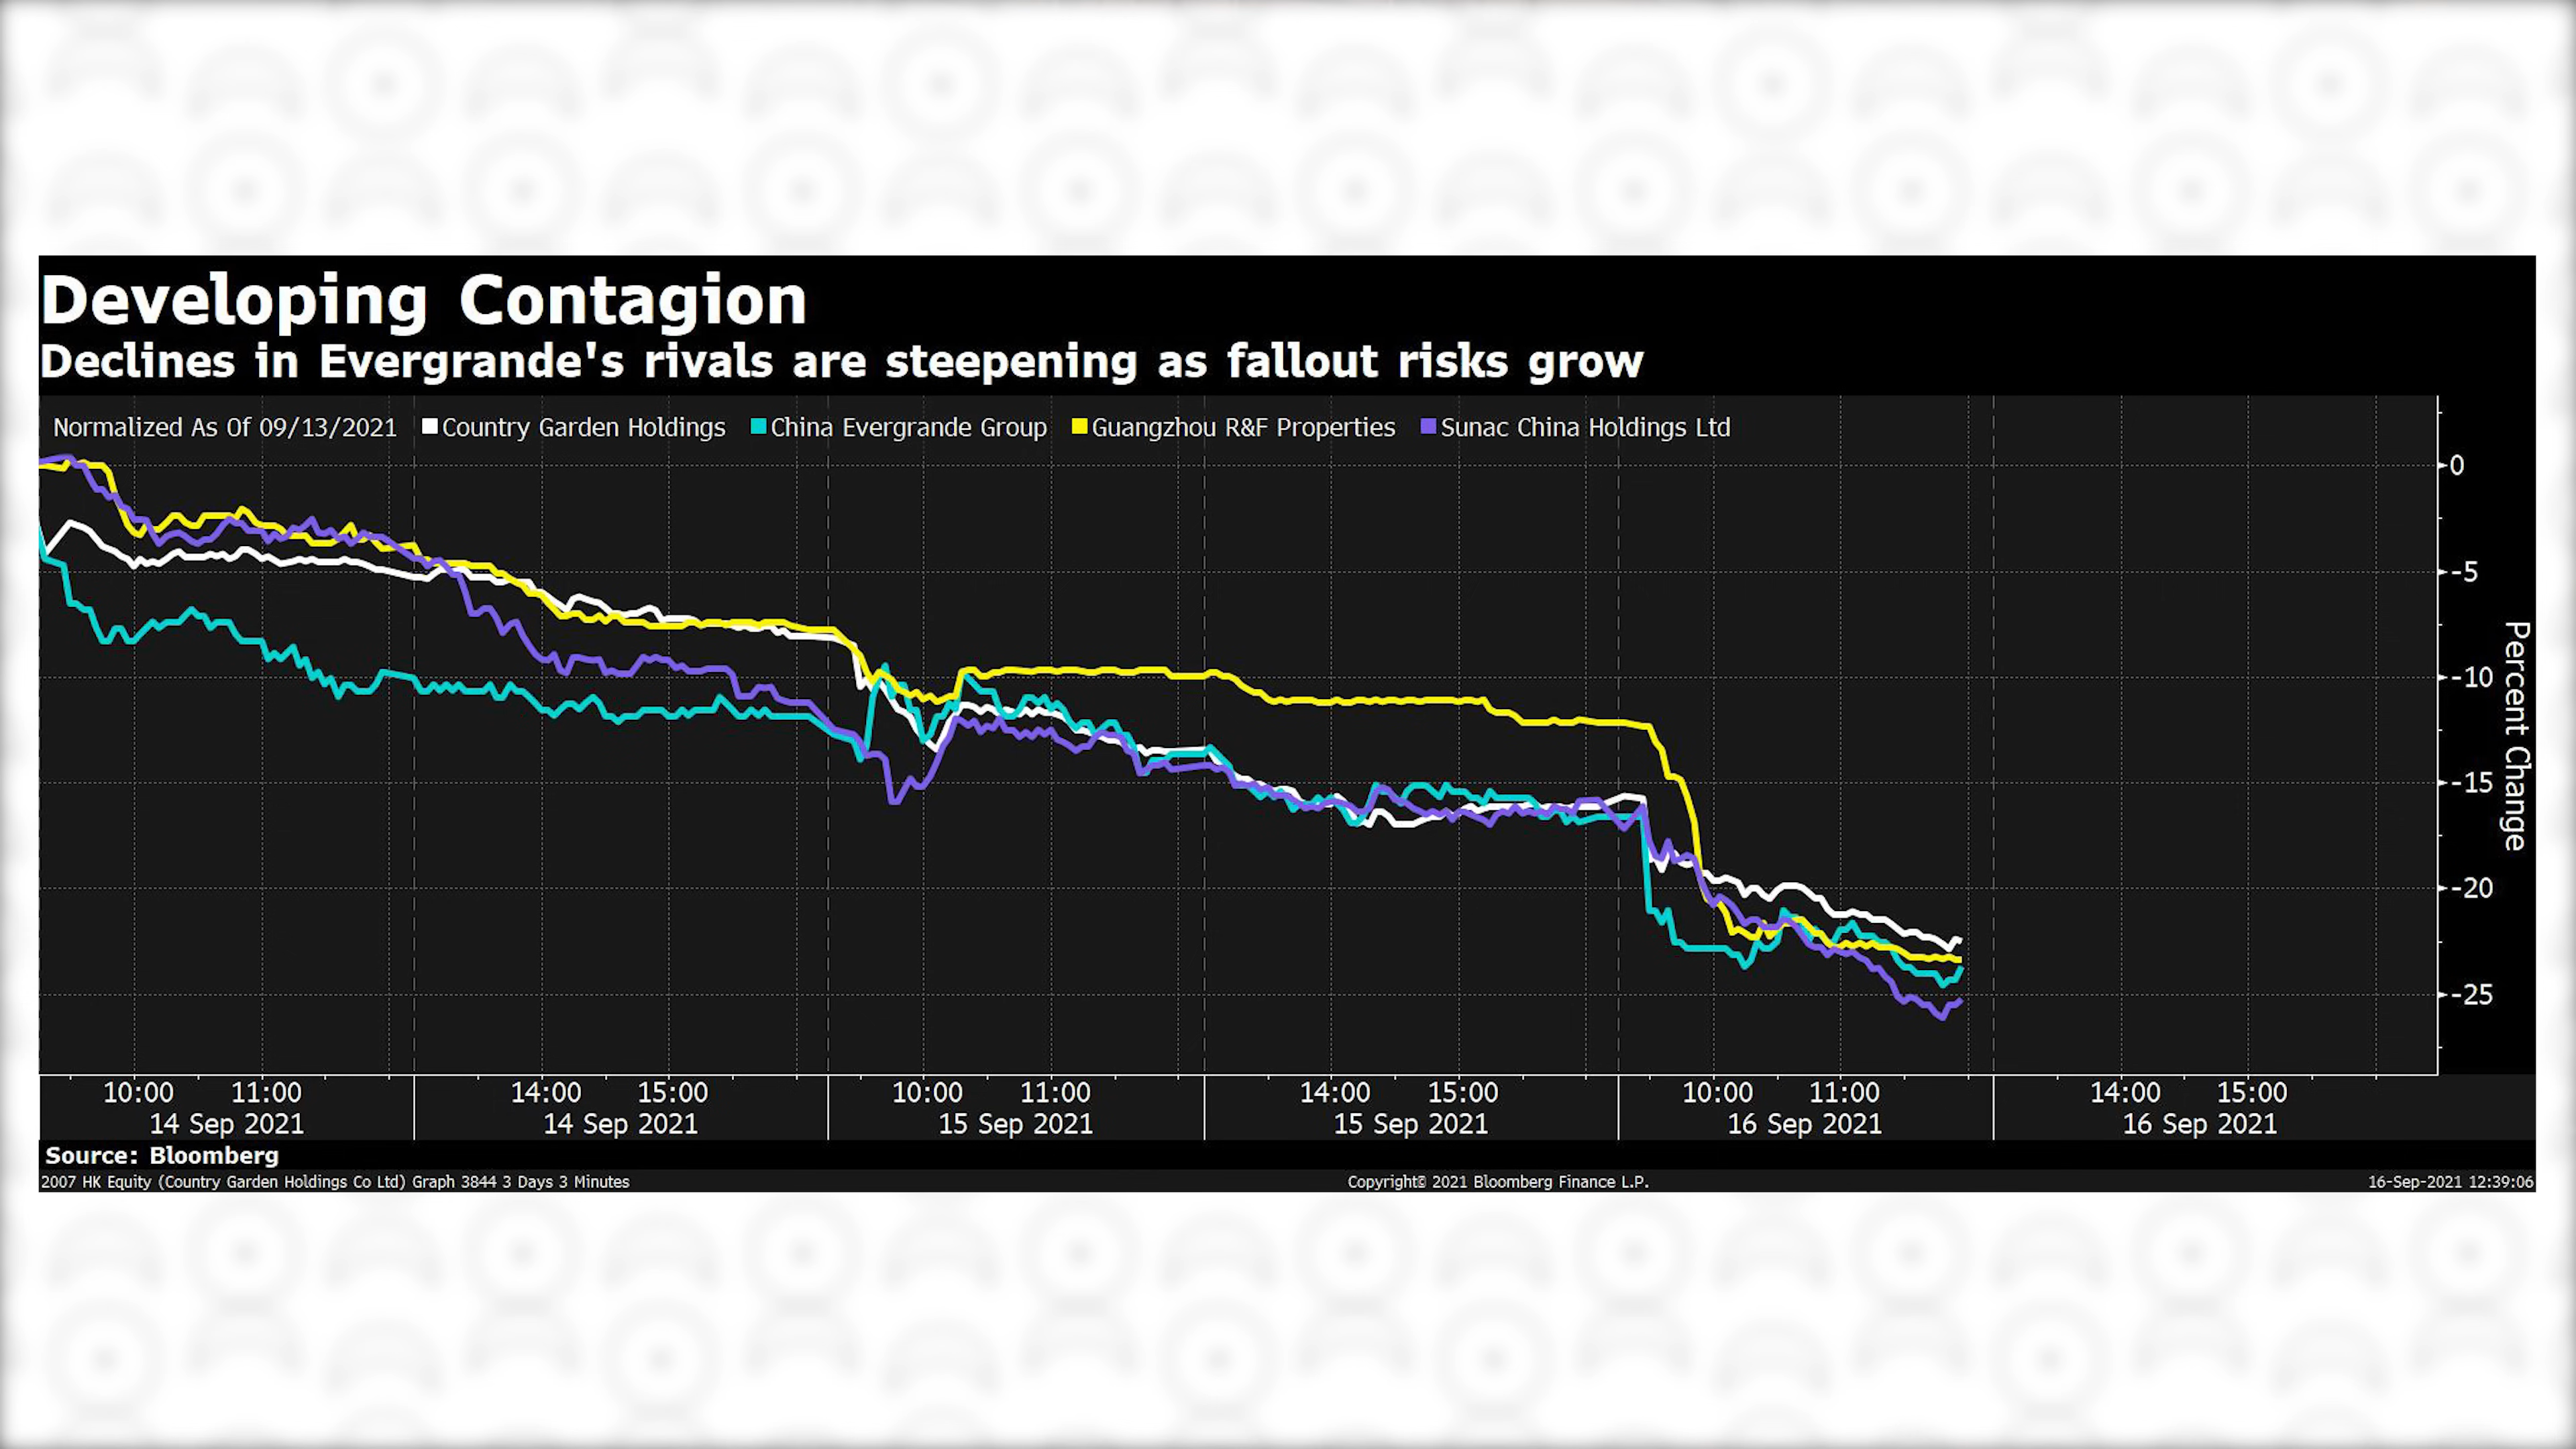 Developing Contagion
Declines in Evergrande's rivals are steepening as fallout risks grow
Normalized As Of 09/13/2021 Country Garden Holdings China Evergrande Group Guangzhou R&F Properties Sunac China Holdings Ltd
0
-5
-10
-15
-20
-25
Percent Change
10:00 11:00 14:00 15:00 10:00 11:00 14:00 15:00 10:00 11:00 14:00 15:00
14 Sep 2021 14 Sep 2021 15 Sep 2021 15 Sep 2021 16 Sep 2021 16 Sep 2021
Source: Bloomberg
2007 HK Equity (Country Garden Holdings Co Ltd) Graph 3844 3 Days 3 Minutes Copyright© 2021 Bloomberg Finance L.P. 16-Sep-2021 12:39:06